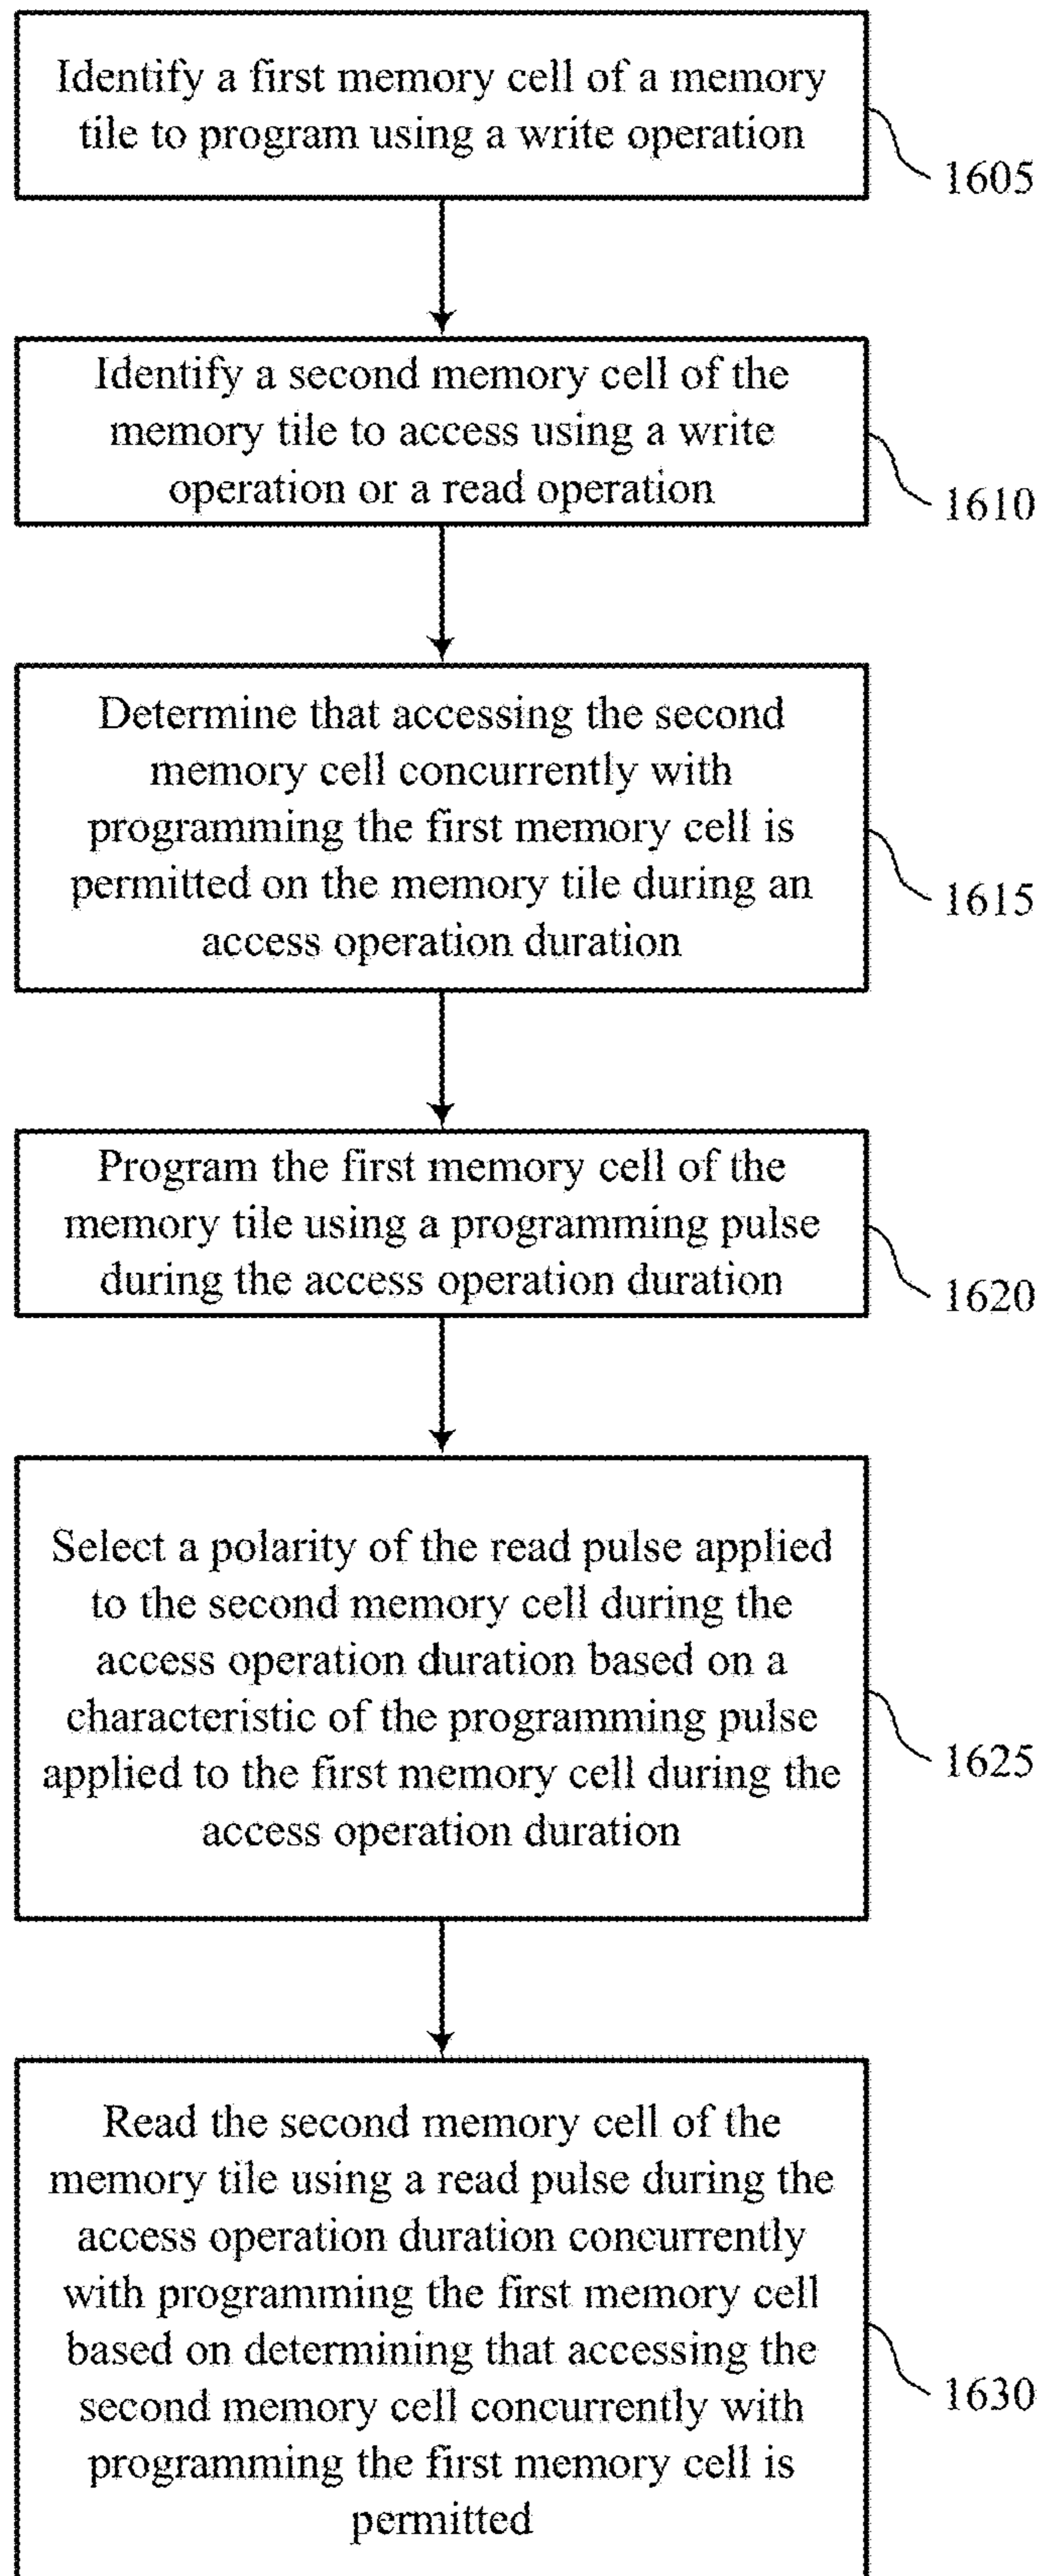 Identify a first memory cell of a memory
tile to program using a write operation
1605
Identify a second memory cell of the
memory tile to access using a write
operation or a read operation
1610
Determine that accessing the second
memory cell concurrently with
programming the first memory cell is
permitted on the memory tile during an
access operation duration
1615
Program the first memory cell of the
memory tile using a programming pulse
during the access operation duration
1620
Select a polarity of the read pulse applied
to the second memory cell during the
access operation duration based on a
characteristic of the programming pulse
applied to the first memory cell during the
access operation duration
1625
Read the second memory cell of the
memory tile using a read pulse during the
access operation duration concurrently
with programming the first memory cell
based on determining that accessing the
second memory cell concurrently with
programming the first memory cell is
permitted
1630